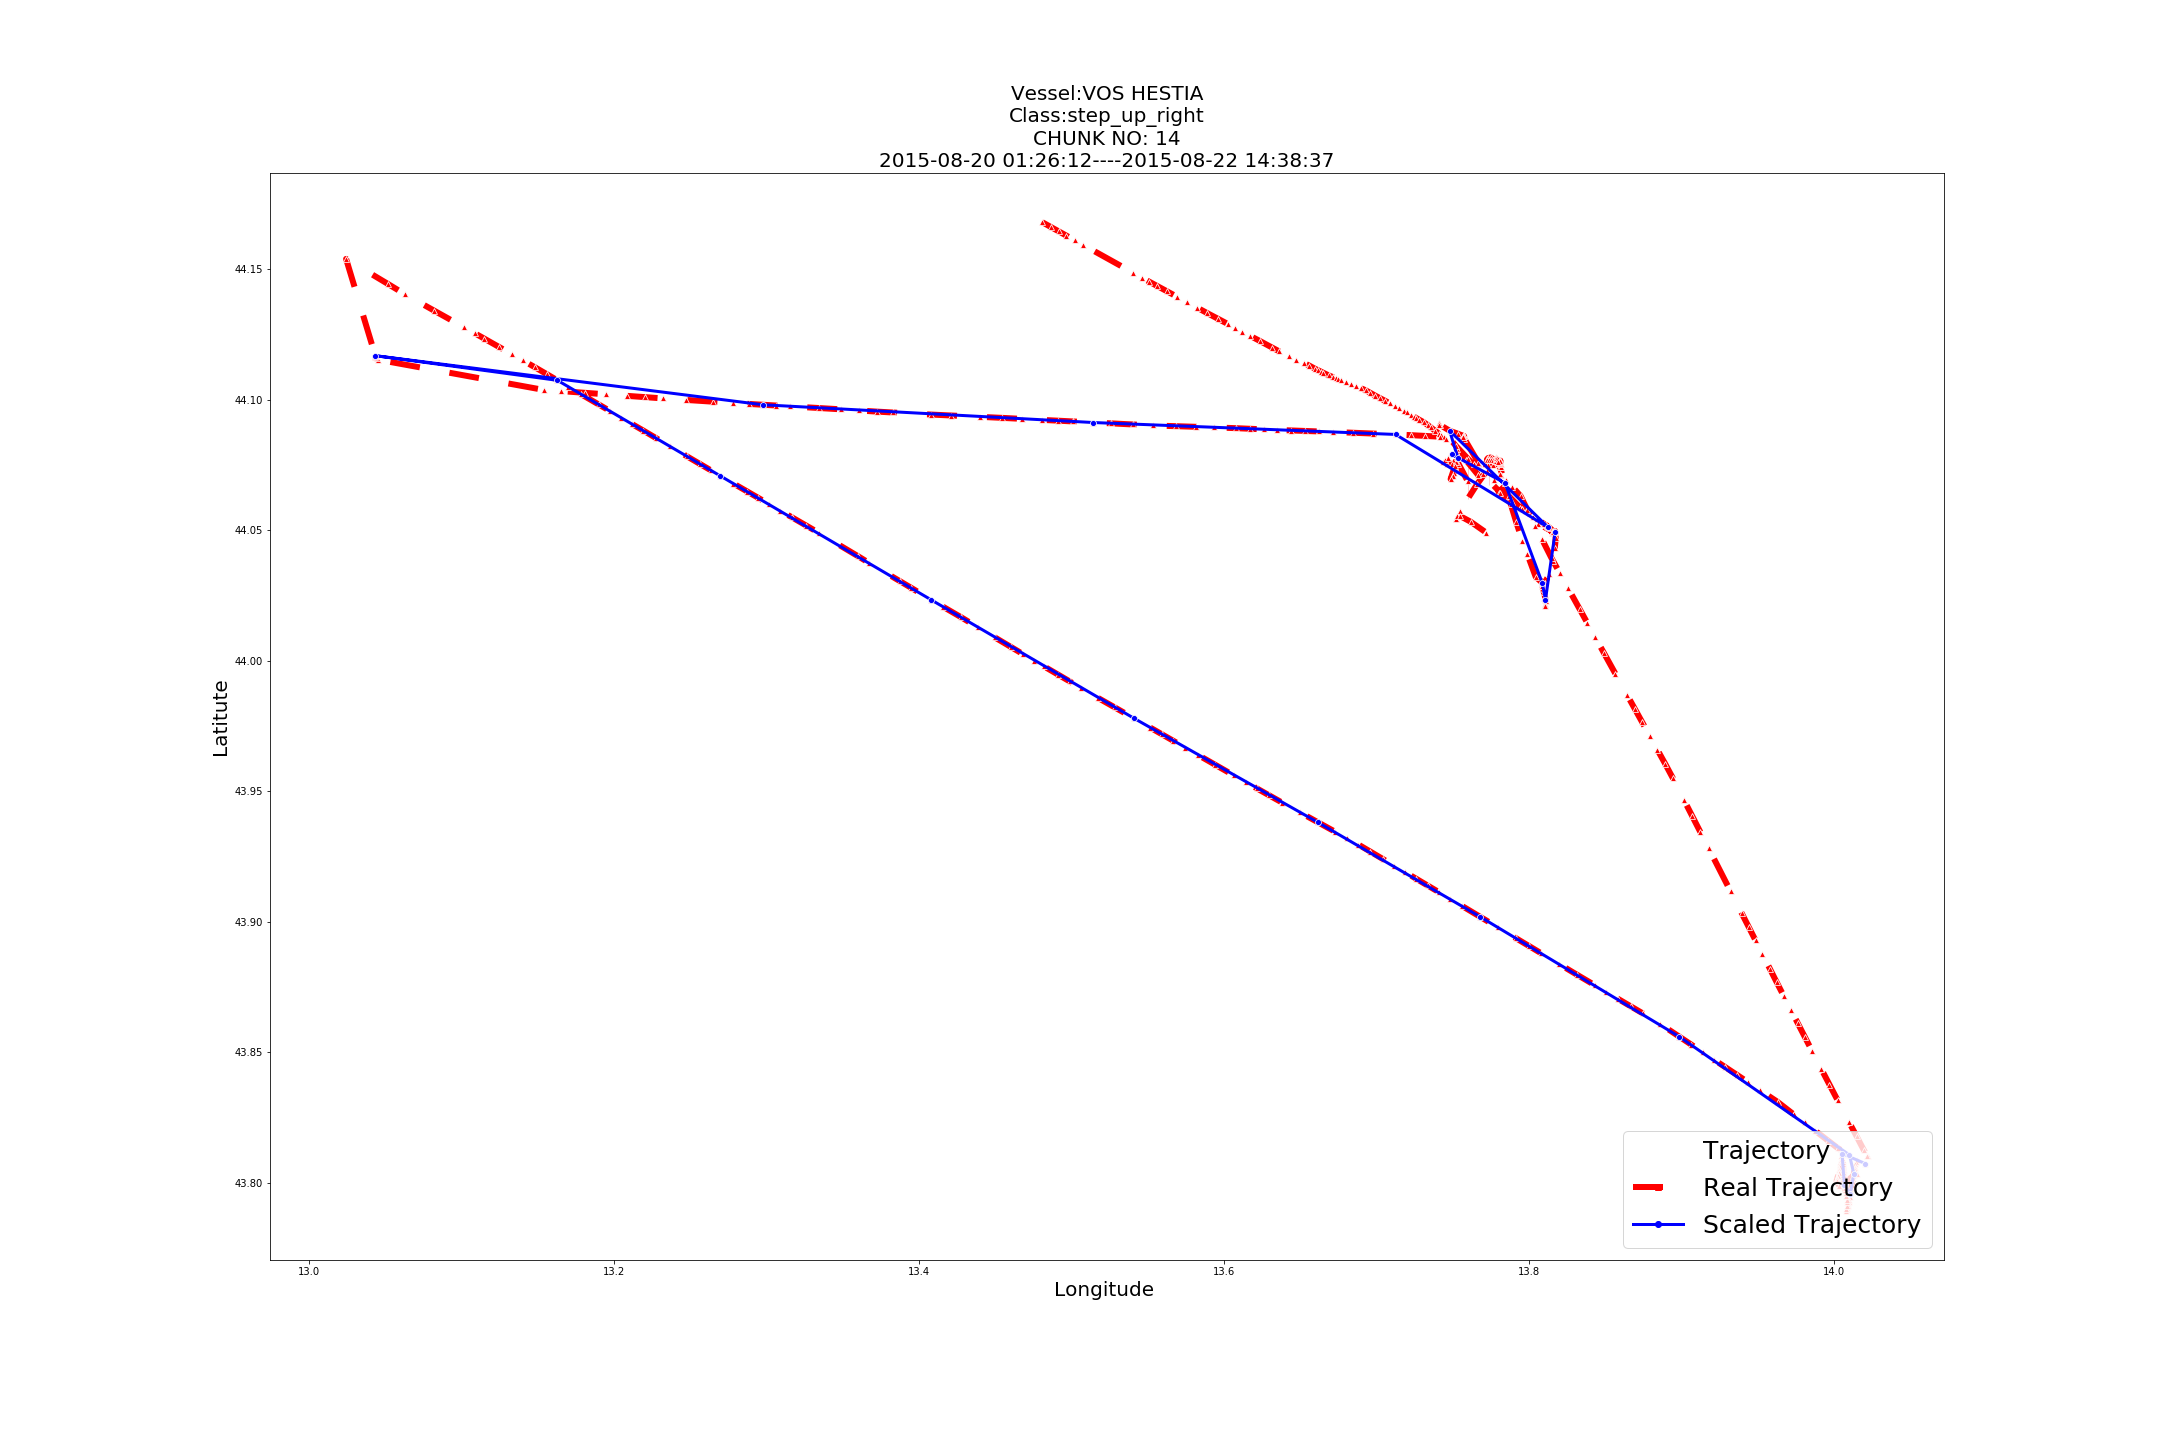 Vessel:VOS HESTIA
Class:step_up_right
CHUNK NO: 14
2015-08-20 01:26:12----2015-08-22 14:38:37
44.15
44.10
44.05
44.00
43.95
43.90
43.85
43.80
Latitute
13.0 13.2 13.4 13.6 13.8 14.0
Longitude
Trajectory
Real Trajectory
Scaled Trajectory